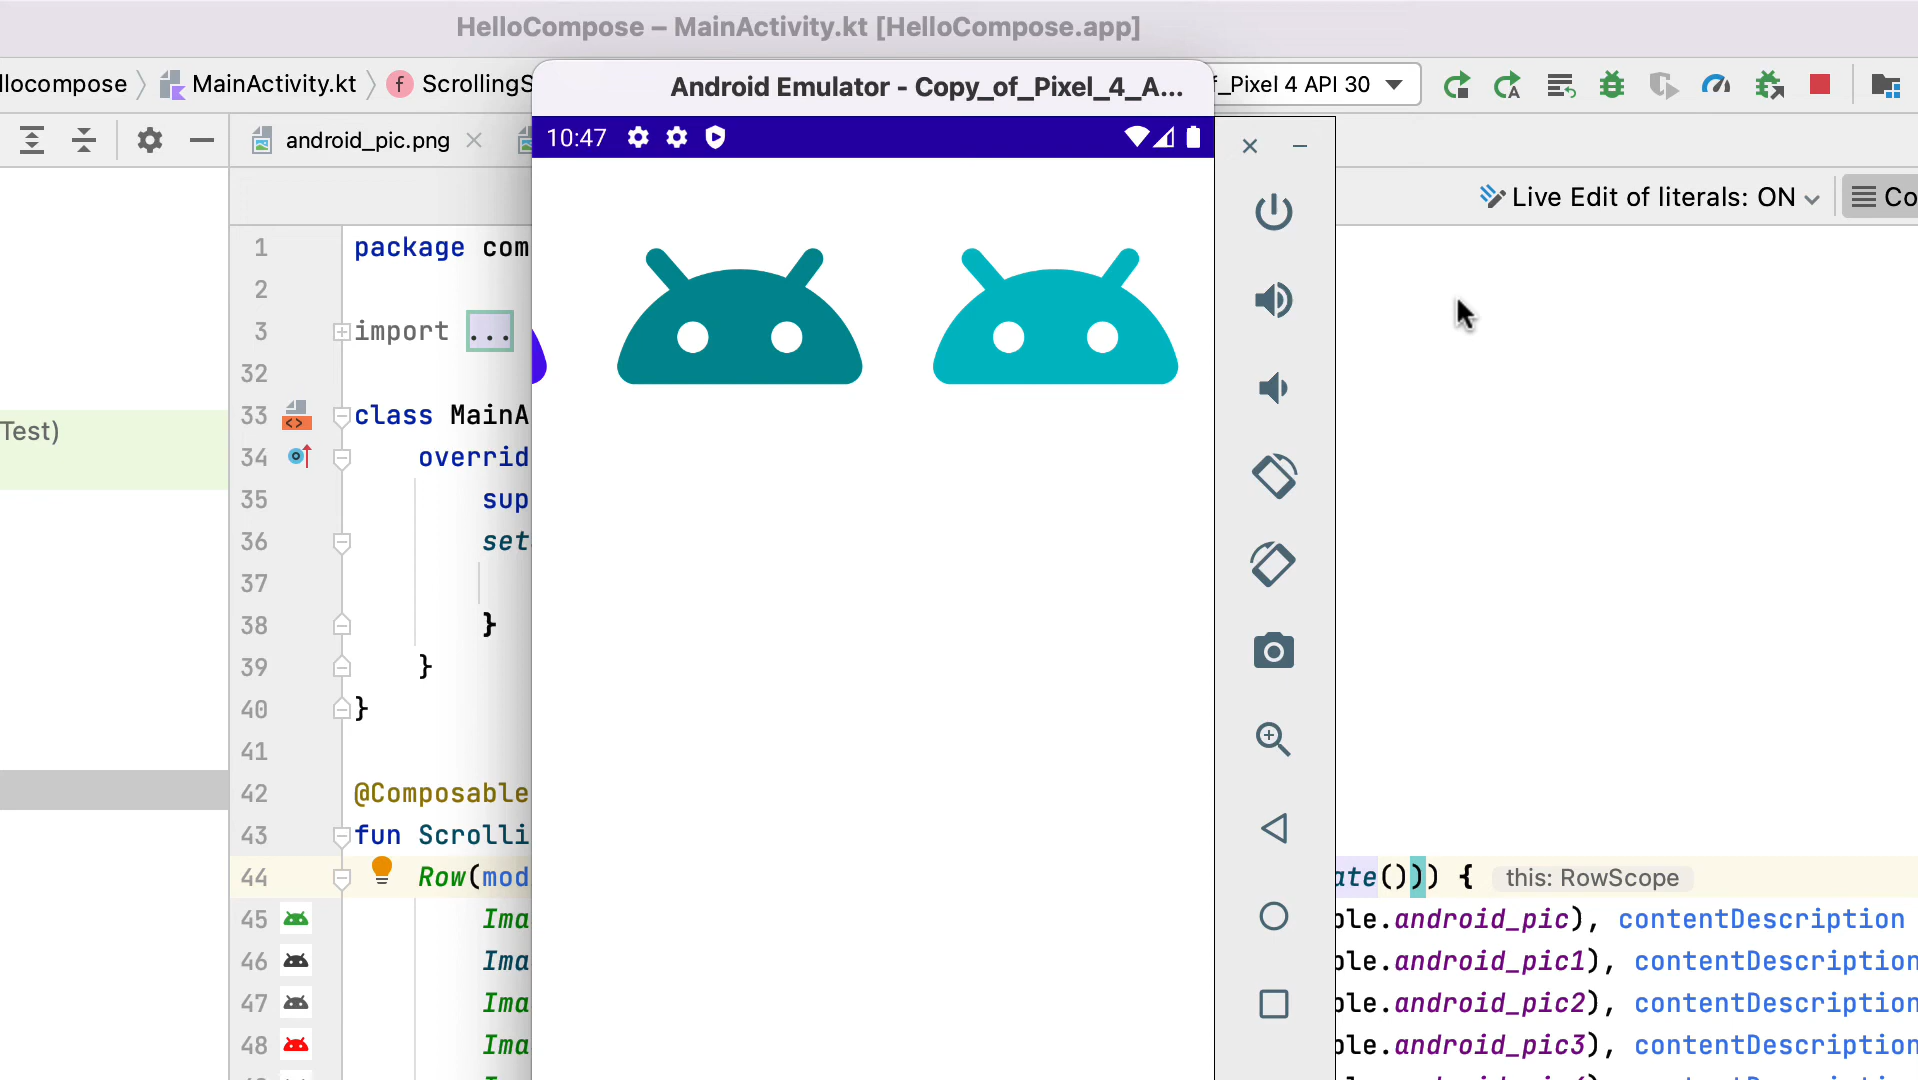 HelloCompose – MainActivity.kt [HelloCompose.app]
llocompose
MainActivity.kt
f
ScrollingS
Android Emulator - Copy_of_Pixel_4_A...
f_Pixel 4 API 30
android_pic.png
10:47
Live Edit of literals: ON
Co
Test)
1 package com
2
3 import ...
32
33 class MainA
34 overrid
35 sup
36 set
37
38 }
39 }
40 }
41
42 @Composable
43 fun Scrolli
44 Row(mod
ate())) { this: RowScope
45 Ima
ble.android_pic), contentDescription
46 Ima
ble.android_pic1), contentDescription
47 Ima
ble.android_pic2), contentDescription
48 Ima
ble.android_pic3), contentDescription